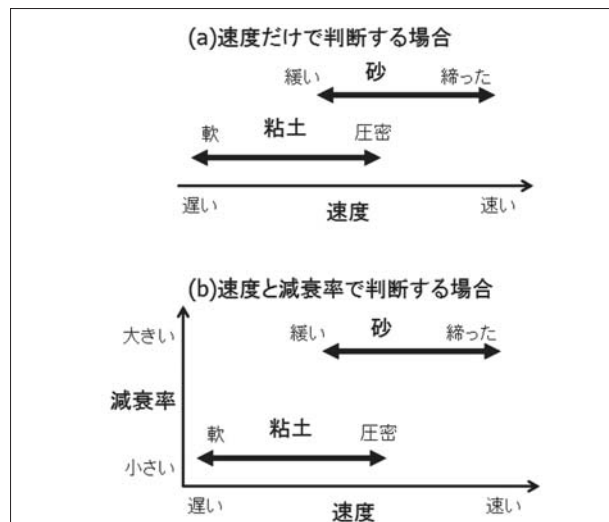 (a)速度だけで判断する場合
緩い 砂 締った
軟 粘土 圧密
遅い 速度 速い
(b)速度と減衰率で判断する場合
大きい 緩い 砂 締った
減衰率
軟 粘土 圧密
小さい
遅い 速度 速い